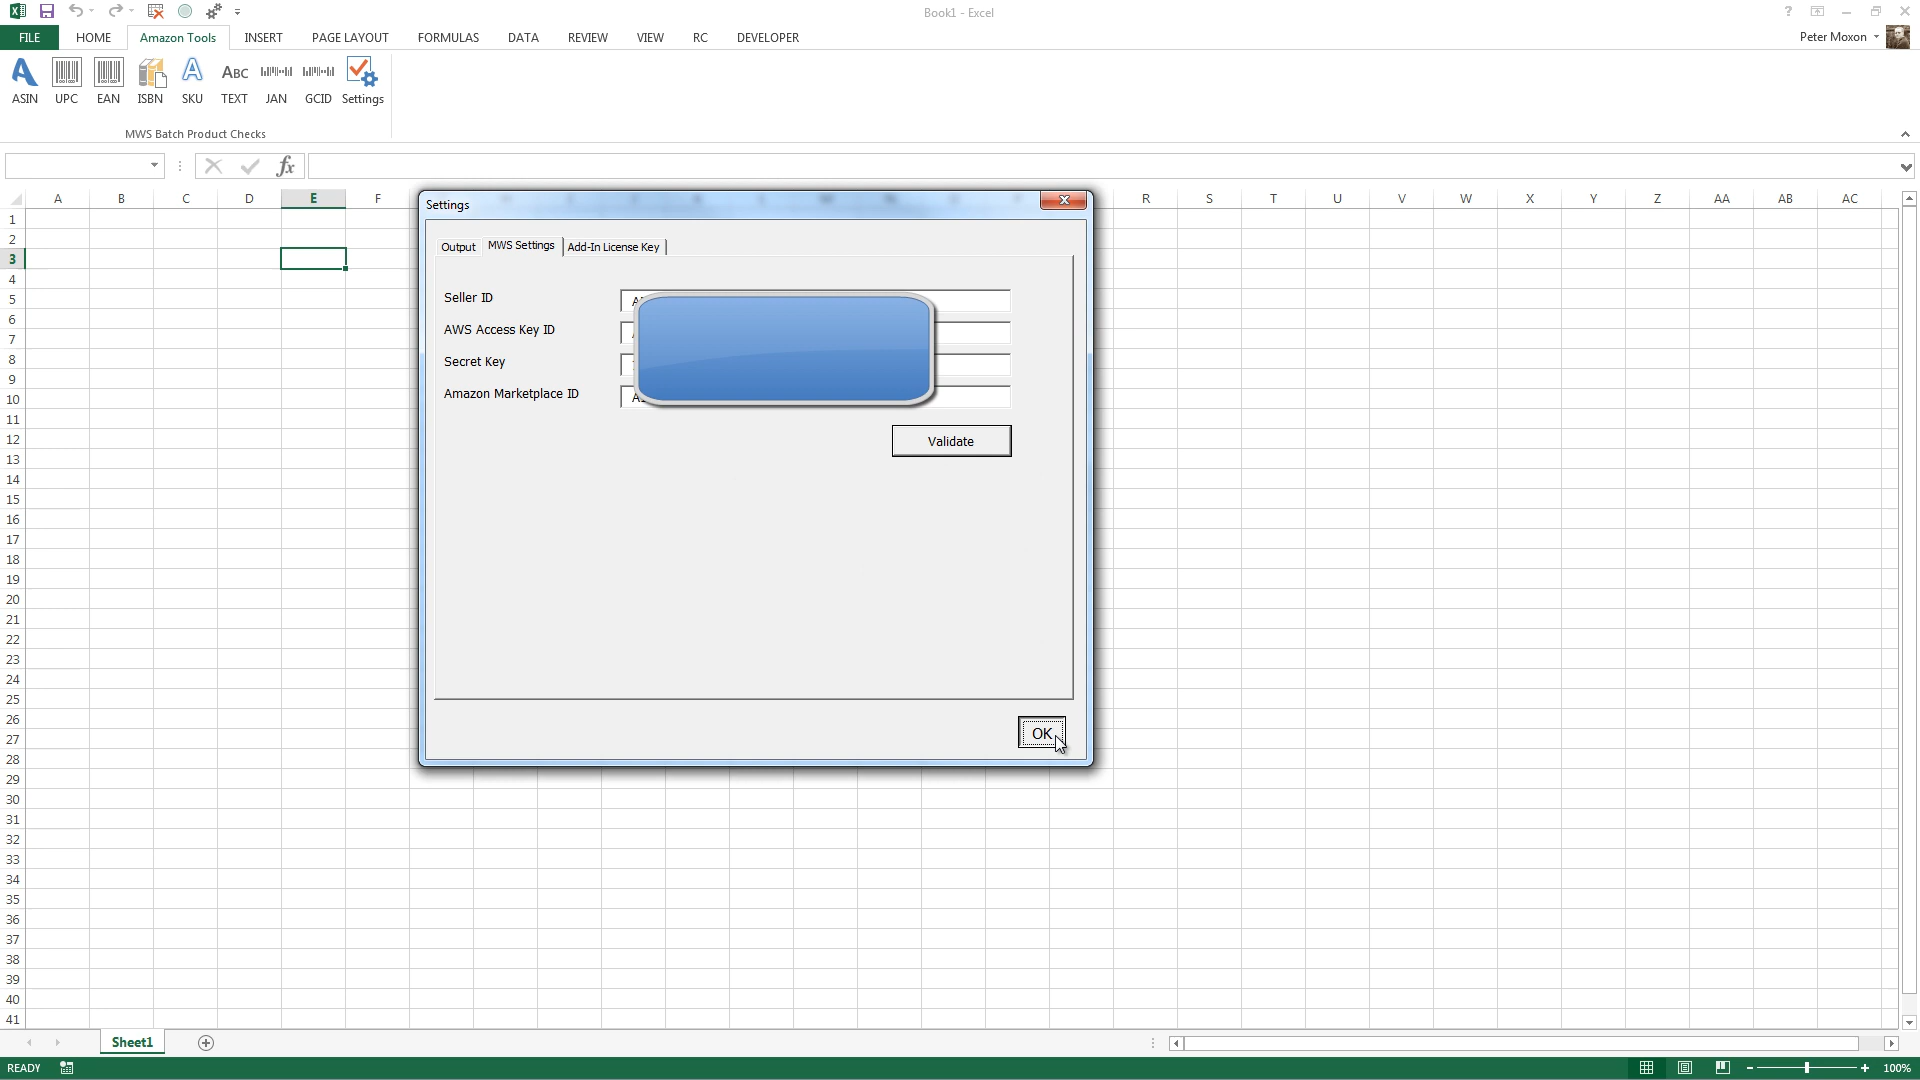 Book1 - Excel
?
FILE HOME Amazon Tools INSERT PAGE LAYOUT FORMULAS DATA REVIEW VIEW RC DEVELOPER Peter Moxon
ABC
ASIN UPC EAN ISBN SKU TEXT JAN GCID Settings
MWS Batch Product Checks
fx
A B C D E F R S T U V W X Y Z AA AB AC
Settings
Output MWS Settings Add-In License Key
Seller ID
AWS Access Key ID
Secret Key
Amazon Marketplace ID
Validate
OK
1
2
3
4
5
6
7
8
9
10
11
12
13
14
15
16
17
18
19
20
21
22
23
24
25
26
27
28
29
30
31
32
33
34
35
36
37
38
39
40
41
Sheet1
READY 100%